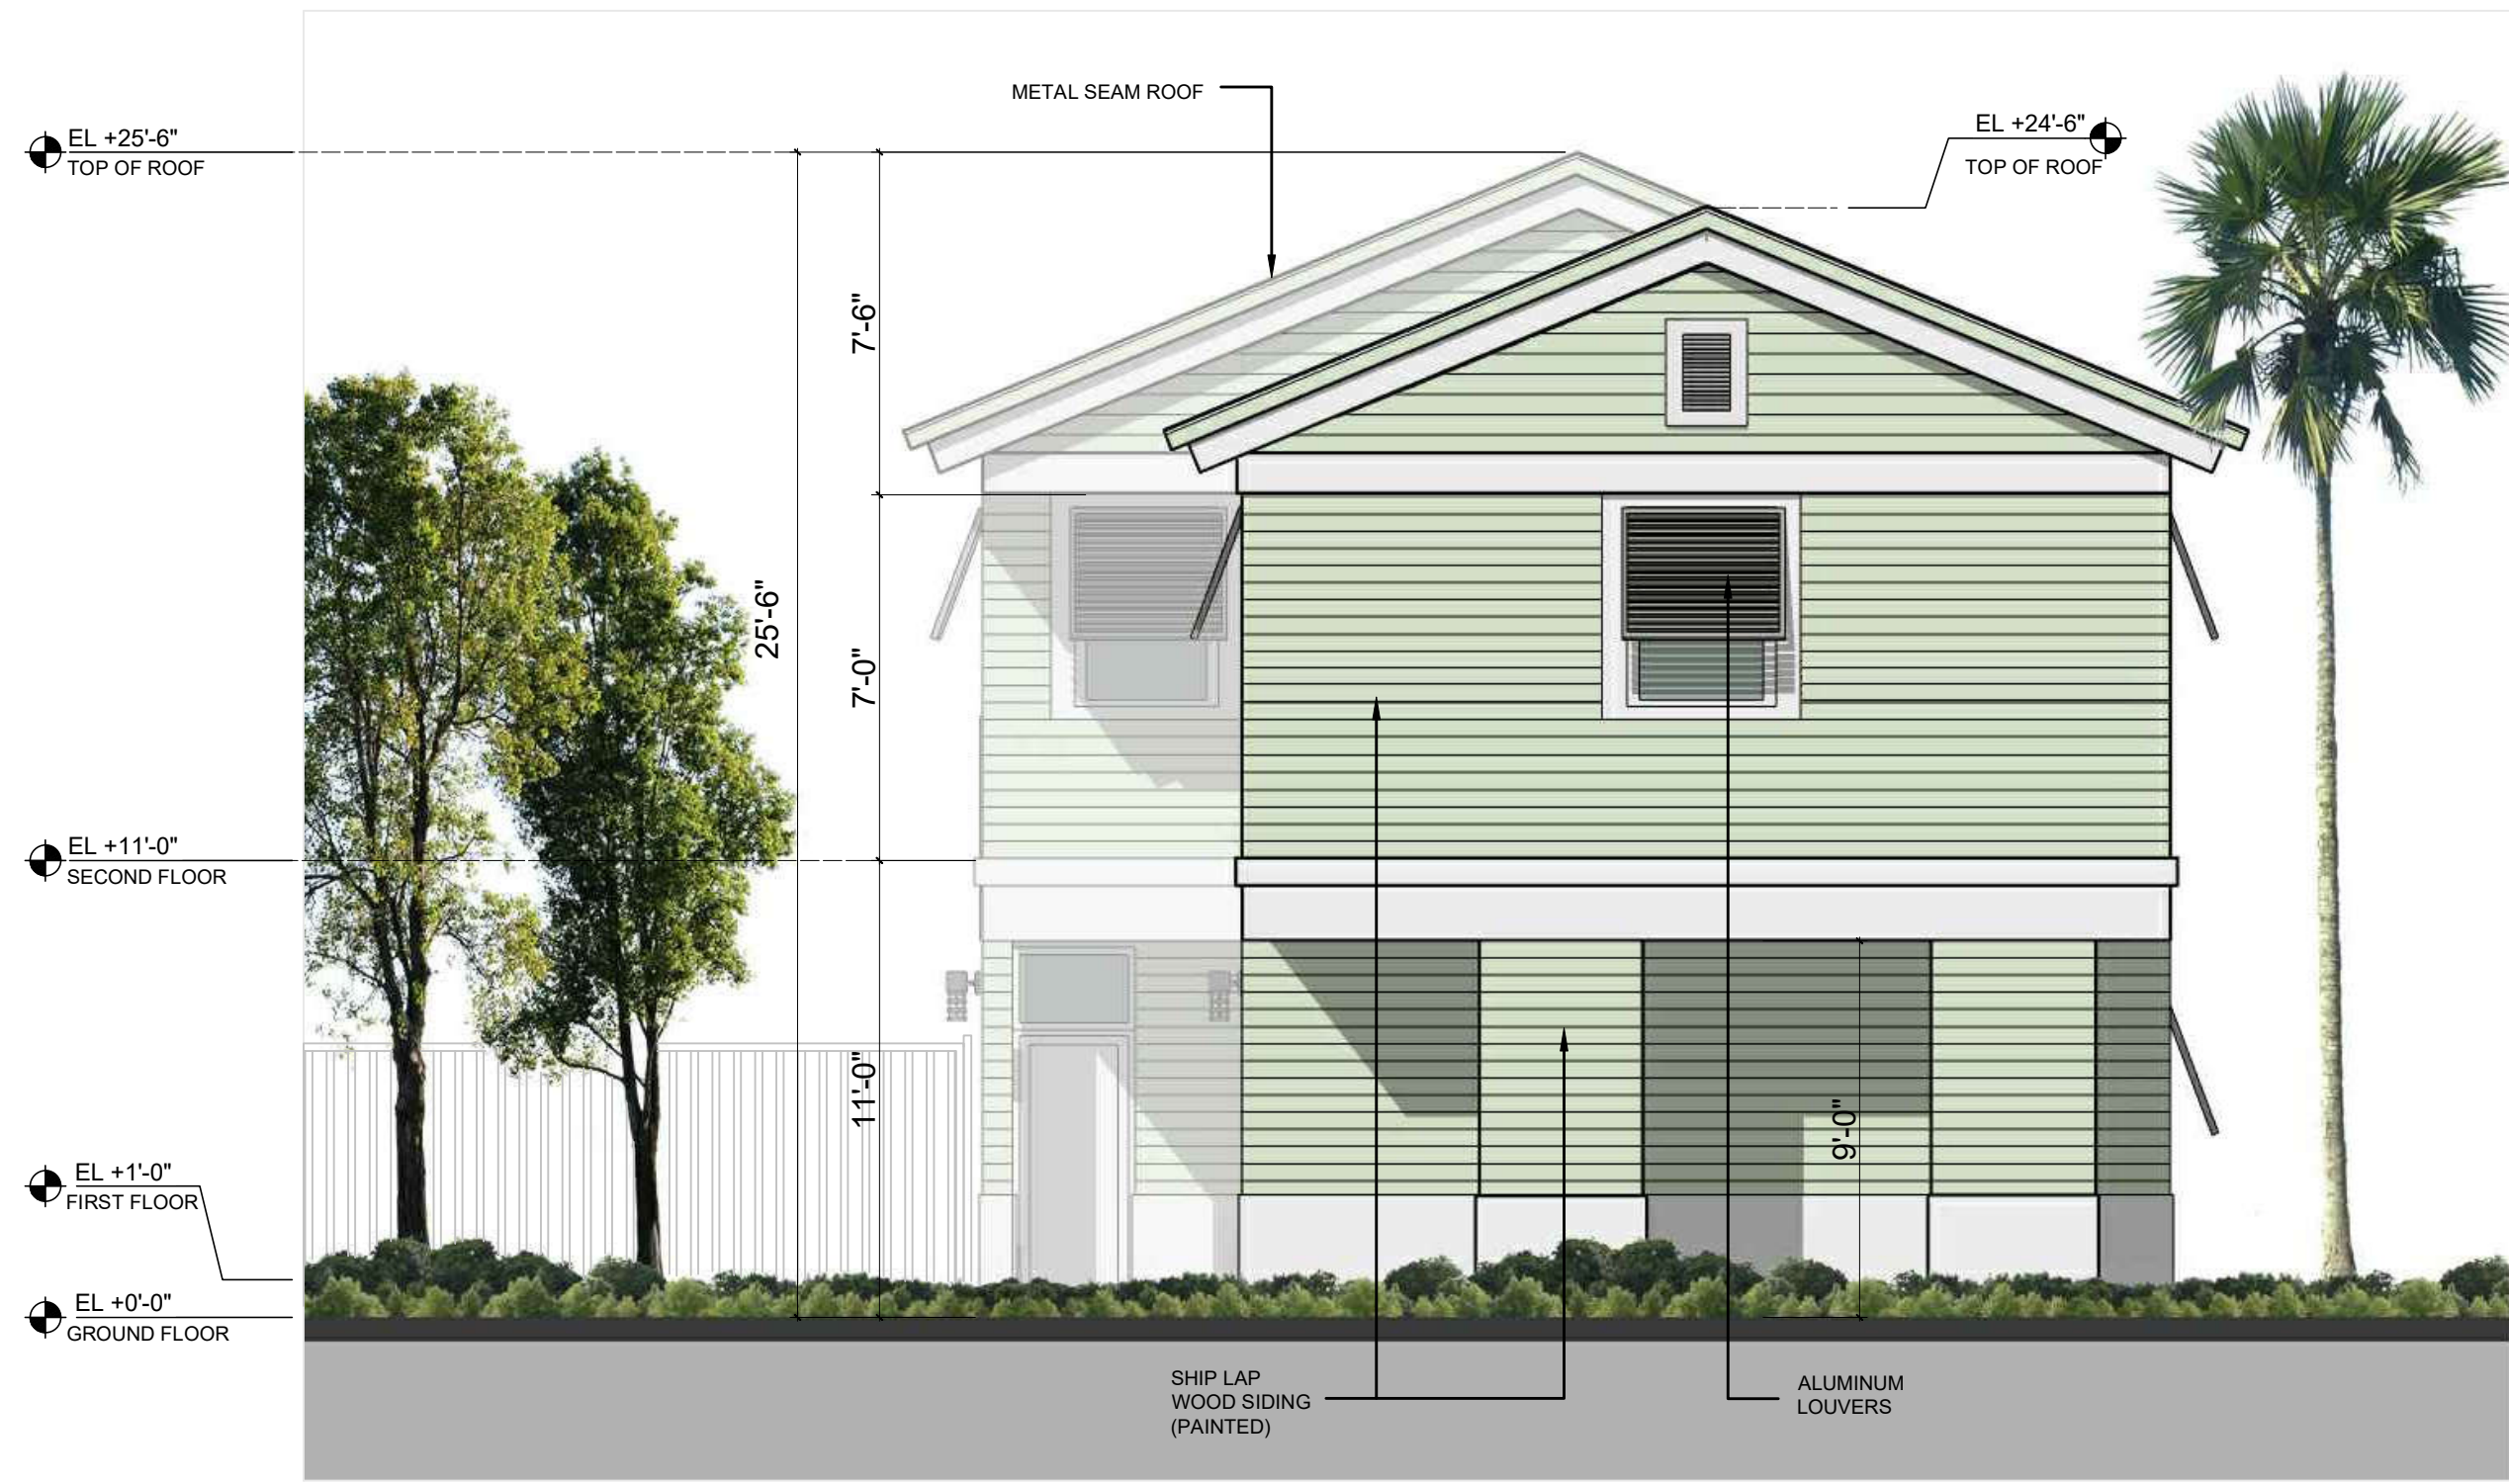 METAL SEAM ROOF
EL +25'-6"
TOP OF ROOF
EL +24'-6"
TOP OF ROOF
7'-6"
25'-6"
7'-0"
EL +11'-0"
SECOND FLOOR
11'-0"
9'-0"
EL +1'-0"
FIRST FLOOR
EL +0'-0"
GROUND FLOOR
SHIP LAP
WOOD SIDING
(PAINTED)
ALUMINUM
LOUVERS